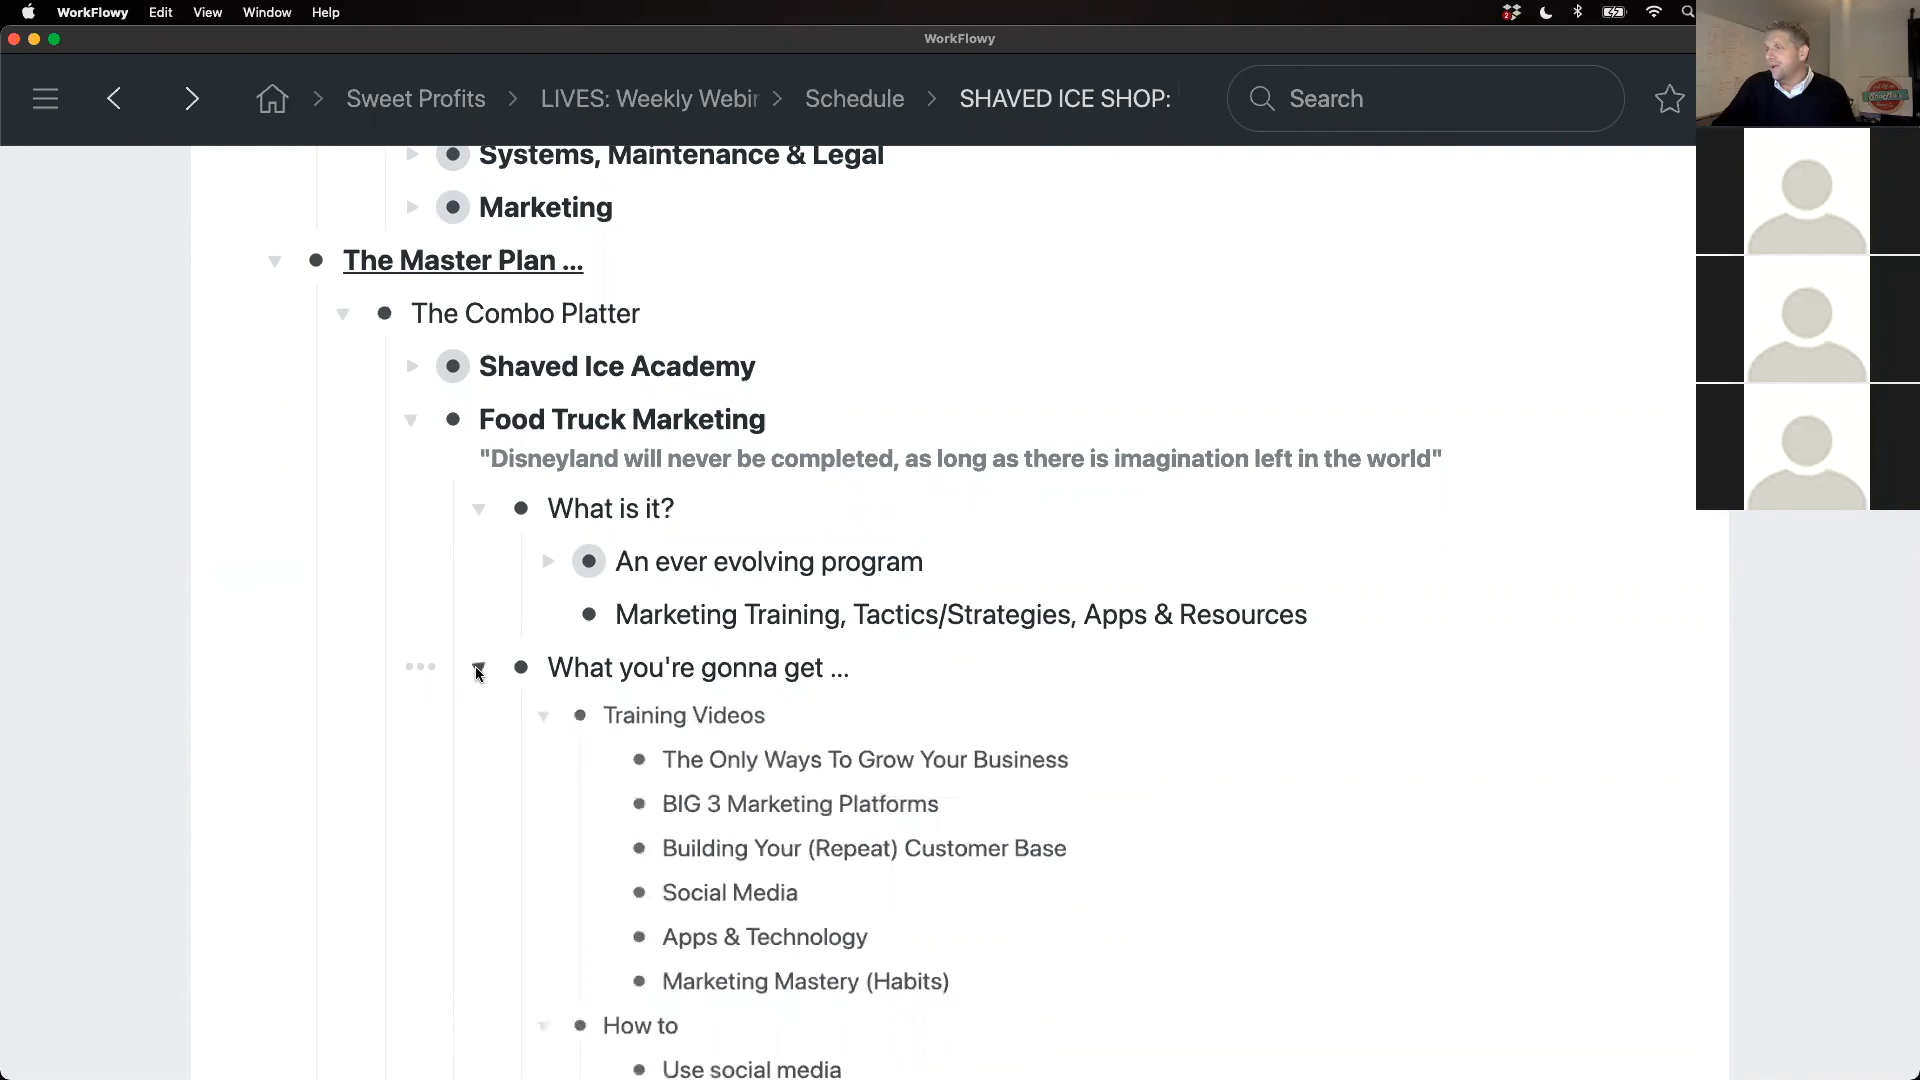 WorkFlowy Edit View Window Help
WorkFlowy
Sweet Profits LIVES: Weekly Webir Schedule SHAVED ICE SHOP: Search
Systems, Maintenance & Legal
Marketing
The Master Plan ...
The Combo Platter
Shaved Ice Academy
Food Truck Marketing
"Disneyland will never be completed, as long as there is imagination left in the world"
What is it?
An ever evolving program
Marketing Training, Tactics/Strategies, Apps & Resources
What you're gonna get ...
Training Videos
The Only Ways To Grow Your Business
BIG 3 Marketing Platforms
Building Your (Repeat) Customer Base
Social Media
Apps & Technology
Marketing Mastery (Habits)
How to
Use social media